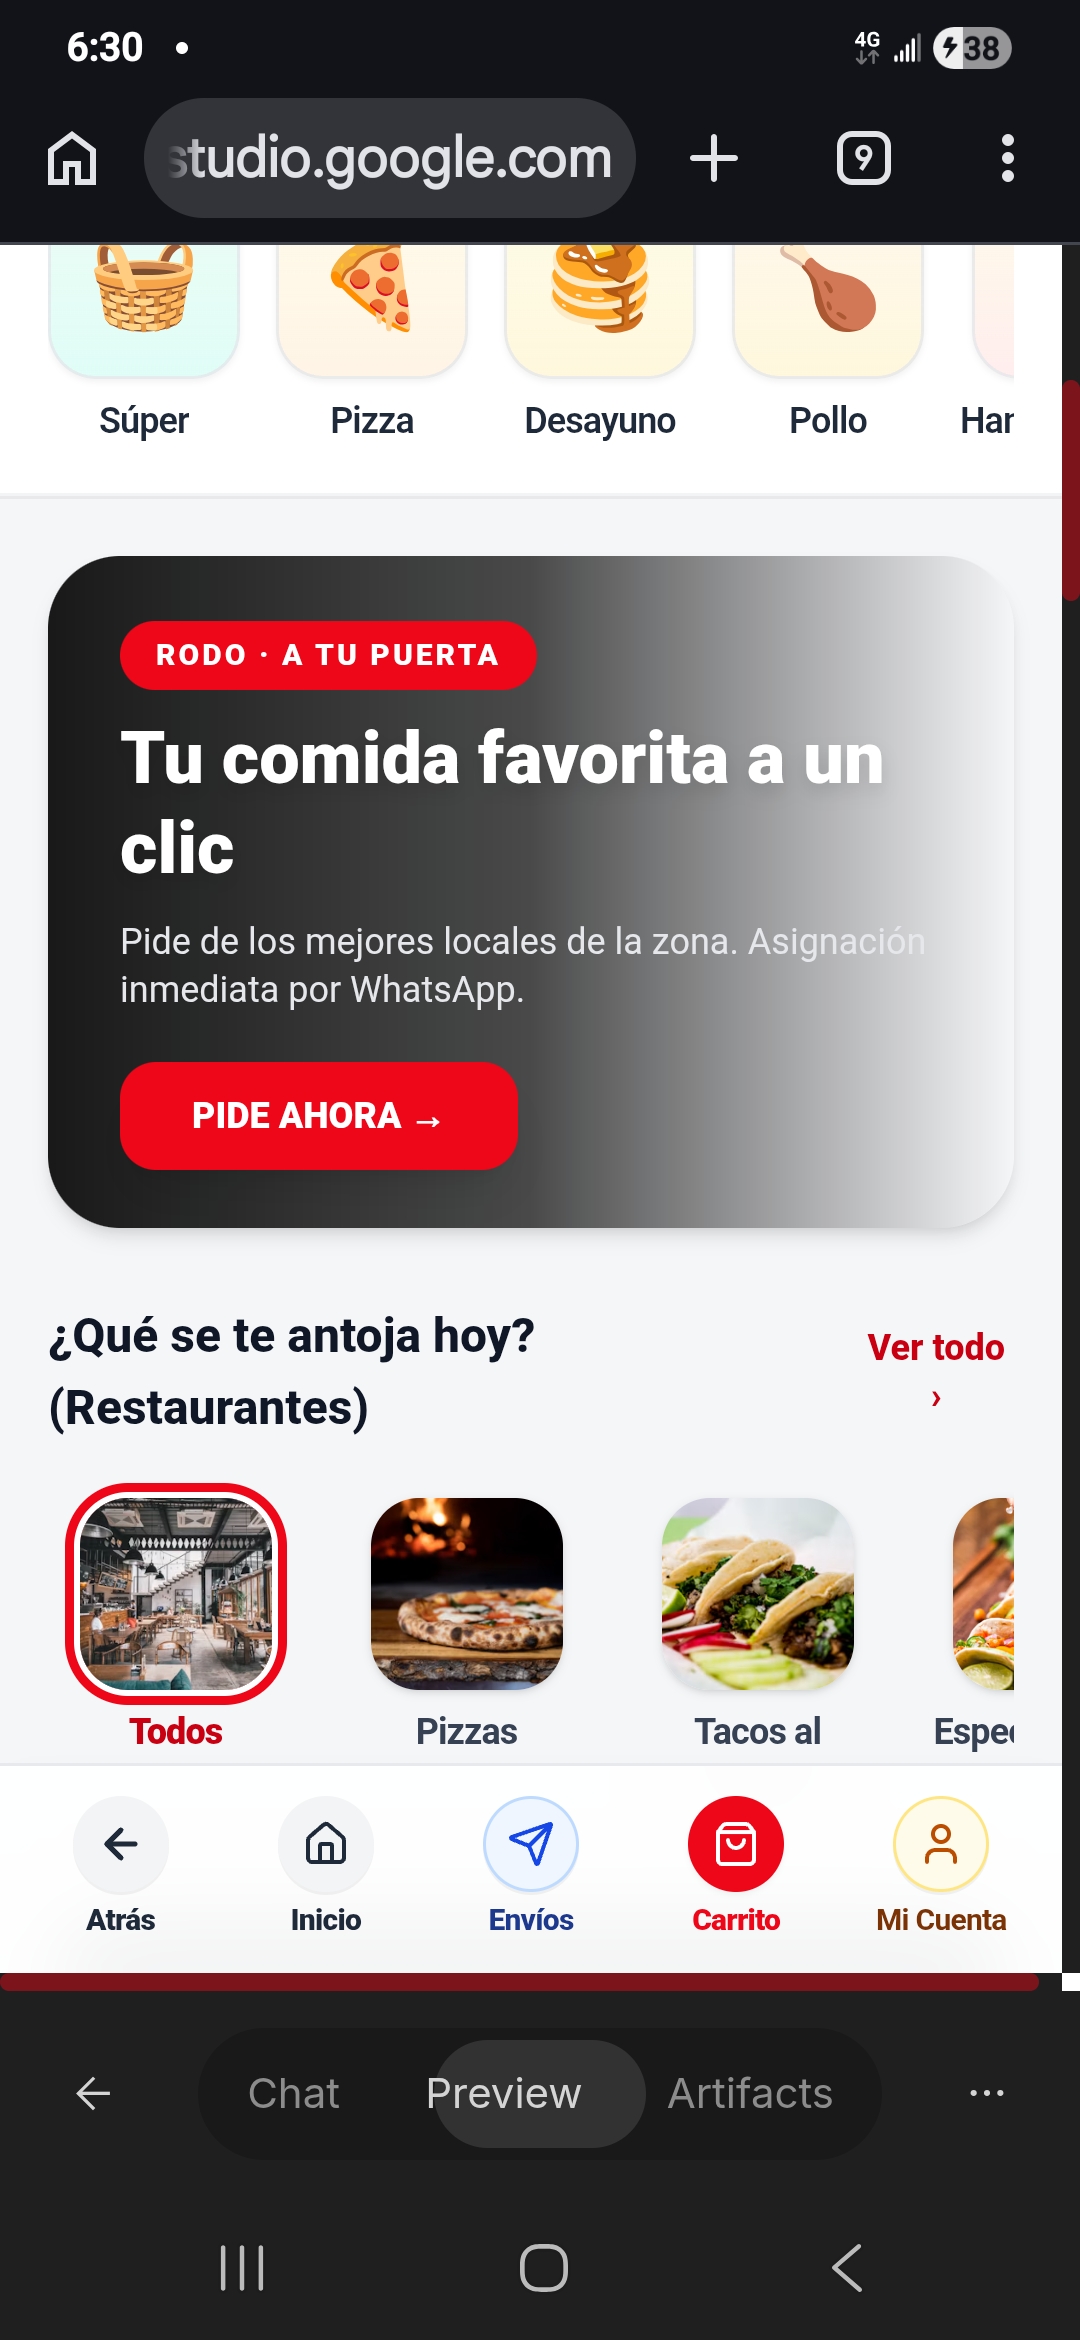 6:30
4G
38
studio.google.com
9
Súper
Pizza
Desayuno
Pollo
Har
RODO · A TU PUERTA
Tu comida favorita a un
clic
Pide de los mejores locales de la zona. Asignación
inmediata por WhatsApp.
PIDE AHORA →
¿Qué se te antoja hoy?
(Restaurantes)
Ver todo
›
Todos
Pizzas
Tacos al
Espec
Atrás
Inicio
Envíos
Carrito
Mi Cuenta
Chat
Preview
Artifacts